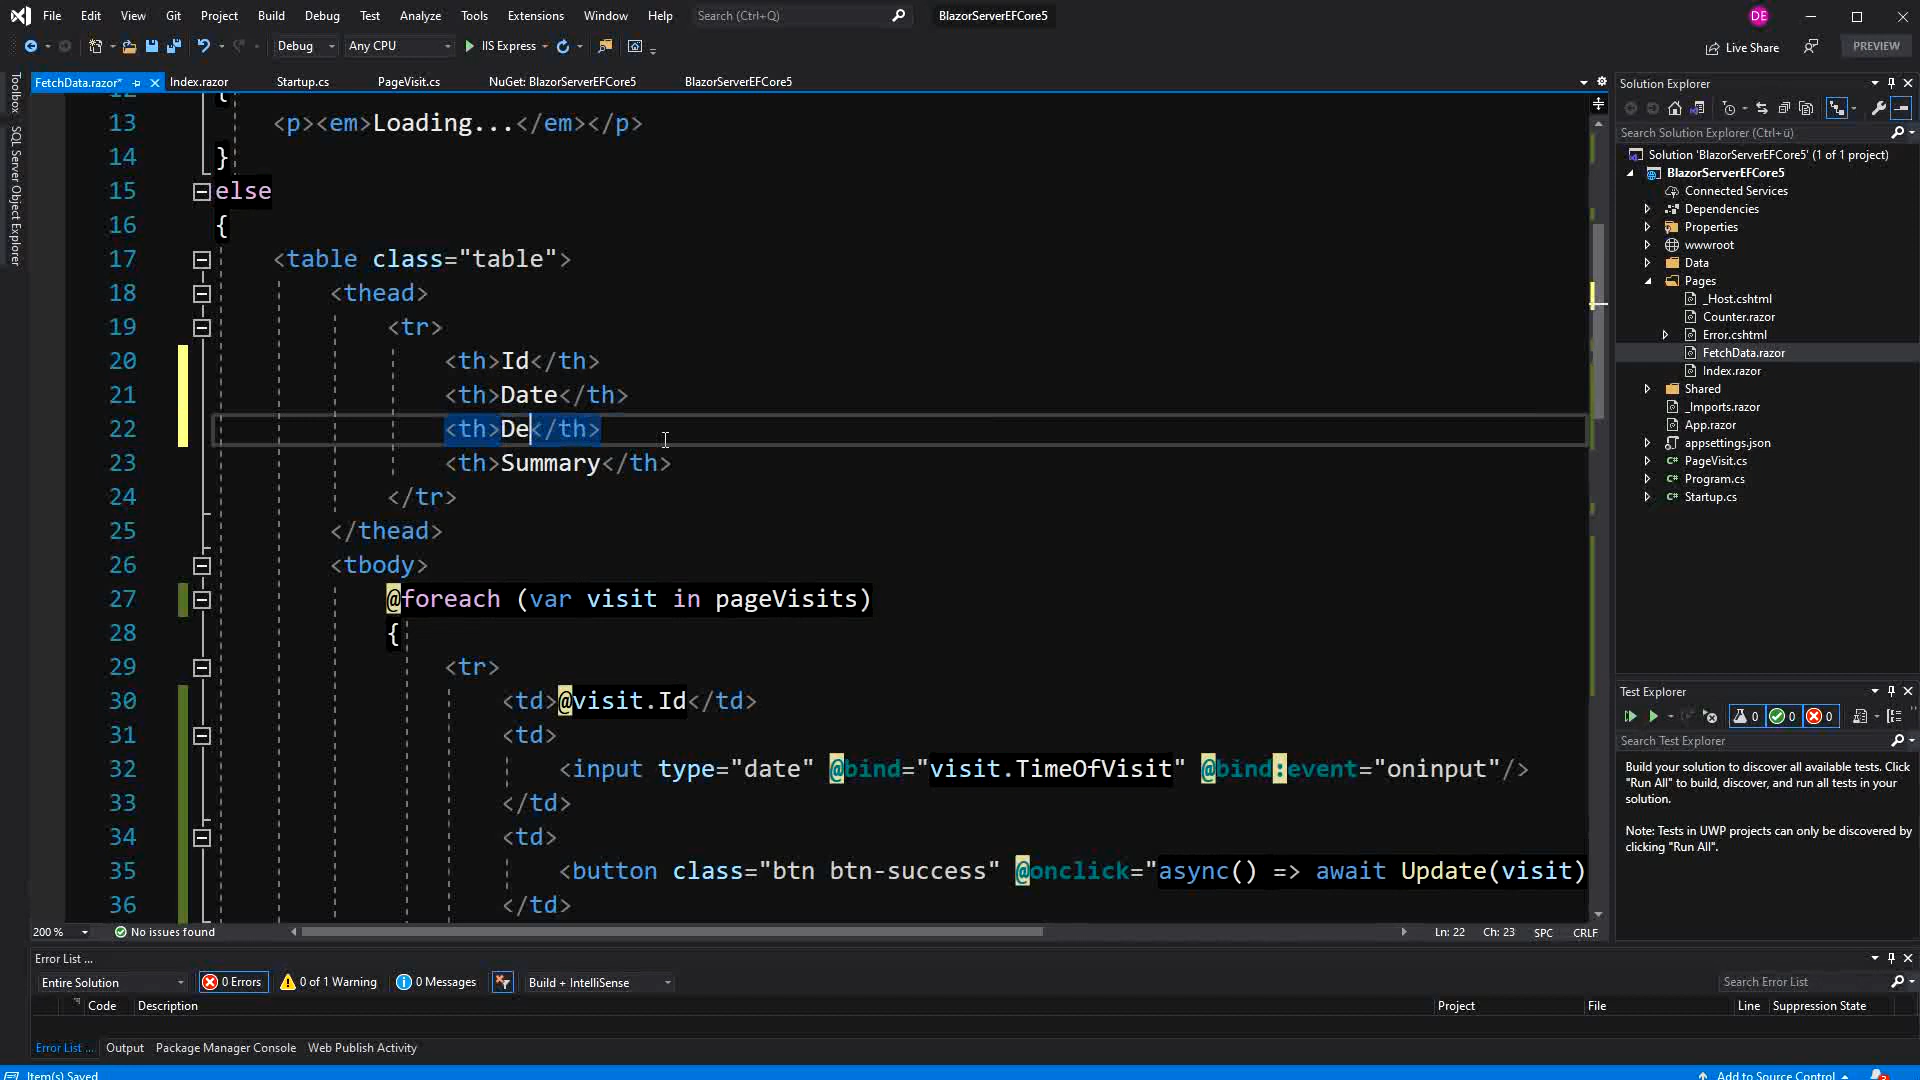 File Edit View Git Project Build Debug Test Analyze Tools Extensions Window Help Search (Ctrl+Q) BlazorServerEFCore5 DE
Debug Any CPU IIS Express Live Share PREVIEW
FetchData.razor* Index.razor Startup.cs PageVisit.cs NuGet: BlazorServerEFCore5 BlazorServerEFCore5
Toolbox
SQL Server Object Explorer
12 {
13 <p><em>Loading...</em></p>
14 }
15 else
16 {
17 <table class="table">
18 <thead>
19 <tr>
20 <th>Id</th>
21 <th>Date</th>
22 <th>De</th>
23 <th>Summary</th>
24 </tr>
25 </thead>
26 <tbody>
27 @foreach (var visit in pageVisits)
28 {
29 <tr>
30 <td>@visit.Id</td>
31 <td>
32 <input type="date" @bind="visit.TimeOfVisit" @bind:event="oninput"/>
33 </td>
34 <td>
35 <button class="btn btn-success" @onclick="async() => await Update(visit)
36 </td>
200 % No issues found Ln: 22 Ch: 23 SPC CRLF
Solution Explorer
Search Solution Explorer (Ctrl+ü)
Solution 'BlazorServerEFCore5' (1 of 1 project)
BlazorServerEFCore5
Connected Services
Dependencies
Properties
wwwroot
Data
Pages
_Host.cshtml
Counter.razor
Error.cshtml
FetchData.razor
Index.razor
Shared
_Imports.razor
App.razor
appsettings.json
PageVisit.cs
Program.cs
Startup.cs
Test Explorer
0 0 0
Search Test Explorer
Build your solution to discover all available tests. Click
"Run All" to build, discover, and run all tests in your
solution.
Note: Tests in UWP projects can only be discovered by
clicking "Run All".
Error List ...
Entire Solution 0 Errors 0 of 1 Warning 0 Messages Build + IntelliSense Search Error List
Code Description Project File Line Suppression State
Error List ... Output Package Manager Console Web Publish Activity
Item(s) Saved Add to Source Control